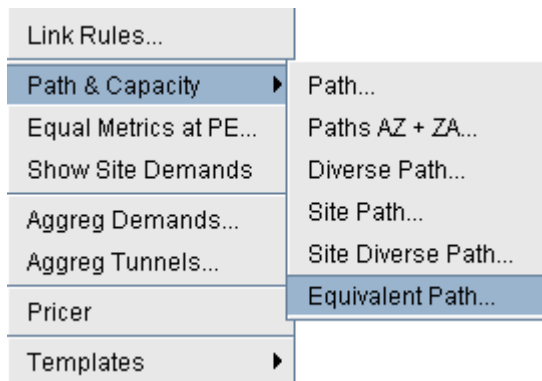 Link Rules...
Path & Capacity
Equal Metrics at PE...
Show Site Demands
Aggreg Demands...
Aggreg Tunnels...
Pricer
Templates
Path...
Paths AZ + ZA...
Diverse Path...
Site Path...
Site Diverse Path...
Equivalent Path...